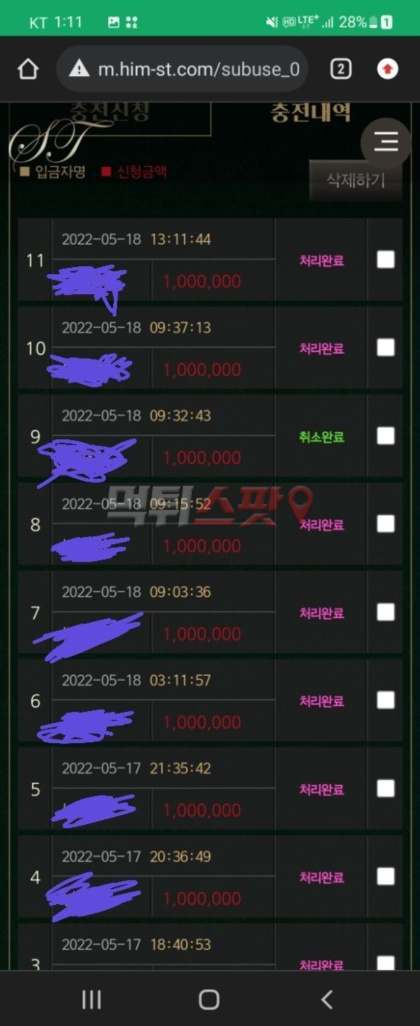 KT 1:11 HD LTE+ 28% 1
m.him-st.com/subuse_0 2
충전신청 충전내역
ST
입금자명 신청금액 삭제하기
11 2022-05-18 13:11:44 1,000,000 처리완료
10 2022-05-18 09:37:13 1,000,000 처리완료
9 2022-05-18 09:32:43 1,000,000 취소완료
먹튀스팟
8 2022-05-18 09:15:52 1,000,000 처리완료
7 2022-05-18 09:03:36 1,000,000 처리완료
6 2022-05-18 03:11:57 1,000,000 처리완료
5 2022-05-17 21:35:42 1,000,000 처리완료
4 2022-05-17 20:36:49 1,000,000 처리완료
3 2022-05-17 18:40:53 처리완료